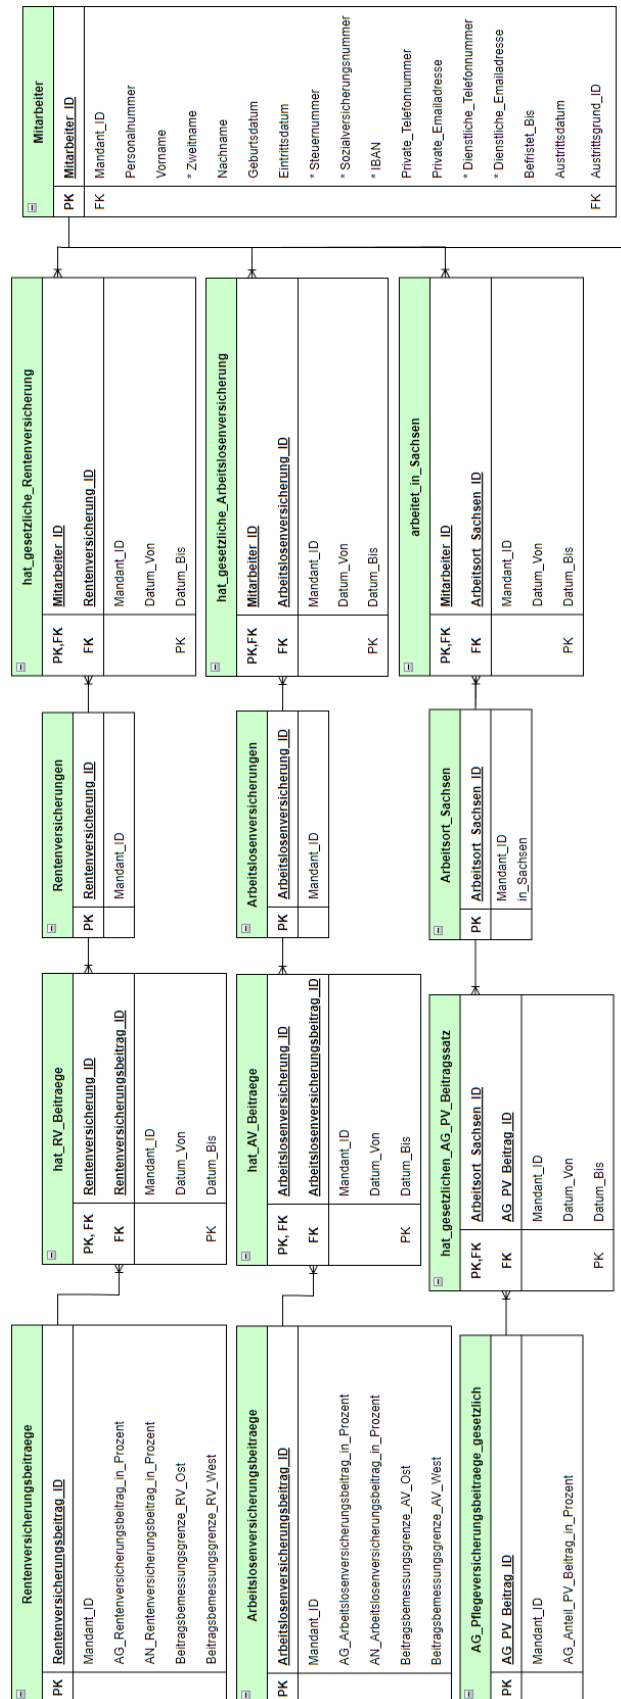 Rentenversicherungsbeitraege
PK Rentenversicherungsbeitrag_ID
Mandant_ID
AG_Rentenversicherungsbeitrag_in_Prozent
AN_Rentenversicherungsbeitrag_in_Prozent
Beitragsbemessungsgrenze_RV_Ost
Beitragsbemessungsgrenze_RV_West
hat_RV_Beitraege
PK, FK Rentenversicherung_ID
FK Rentenversicherungsbeitrag_ID
Mandant_ID
Datum_Von
PK Datum_Bis
Rentenversicherungen
PK Rentenversicherung_ID
Mandant_ID
hat_gesetzliche_Rentenversicherung
PK,FK Mitarbeiter_ID
FK Rentenversicherung_ID
Mandant_ID
Datum_Von
PK Datum_Bis
Mitarbeiter
PK Mitarbeiter_ID
FK Mandant_ID
Personalnummer
Vorname
* Zweitname
Nachname
Geburtsdatum
Eintrittsdatum
* Steuernummer
* Sozialversicherungsnummer
* IBAN
Private_Telefonnummer
Private_Emailadresse
* Dienstliche_Telefonnummer
* Dienstliche_Emailadresse
Befristet_Bis
Austrittsdatum
FK Austrittsgrund_ID
Arbeitslosenversicherungsbeitraege
PK Arbeitslosenversicherungsbeitrag_ID
Mandant_ID
AG_Arbeitslosenversicherungsbeitrag_in_Prozent
AN_Arbeitslosenversicherungsbeitrag_in_Prozent
Beitragsbemessungsgrenze_AV_Ost
Beitragsbemessungsgrenze_AV_West
hat_AV_Beitraege
PK, FK Arbeitslosenversicherung_ID
FK Arbeitslosenversicherungsbeitrag_ID
Mandant_ID
Datum_Von
PK Datum_Bis
Arbeitslosenversicherungen
PK Arbeitslosenversicherung_ID
Mandant_ID
hat_gesetzliche_Arbeitslosenversicherung
PK,FK Mitarbeiter_ID
FK Arbeitslosenversicherung_ID
Mandant_ID
Datum_Von
PK Datum_Bis
AG_Pflegeversicherungsbeitraege_gesetzlich
PK AG_PV_Beitrag_ID
Mandant_ID
AG_Anteil_PV_Beitrag_in_Prozent
hat_gesetzlichen_AG_PV_Beitragssatz
PK,FK Arbeitsort_Sachsen_ID
FK AG_PV_Beitrag_ID
Mandant_ID
Datum_Von
PK Datum_Bis
Arbeitsort_Sachsen
PK Arbeitsort_Sachsen_ID
Mandant_ID
in_Sachsen
arbeitet_in_Sachsen
PK,FK Mitarbeiter_ID
FK Arbeitsort_Sachsen_ID
Mandant_ID
Datum_Von
PK Datum_Bis